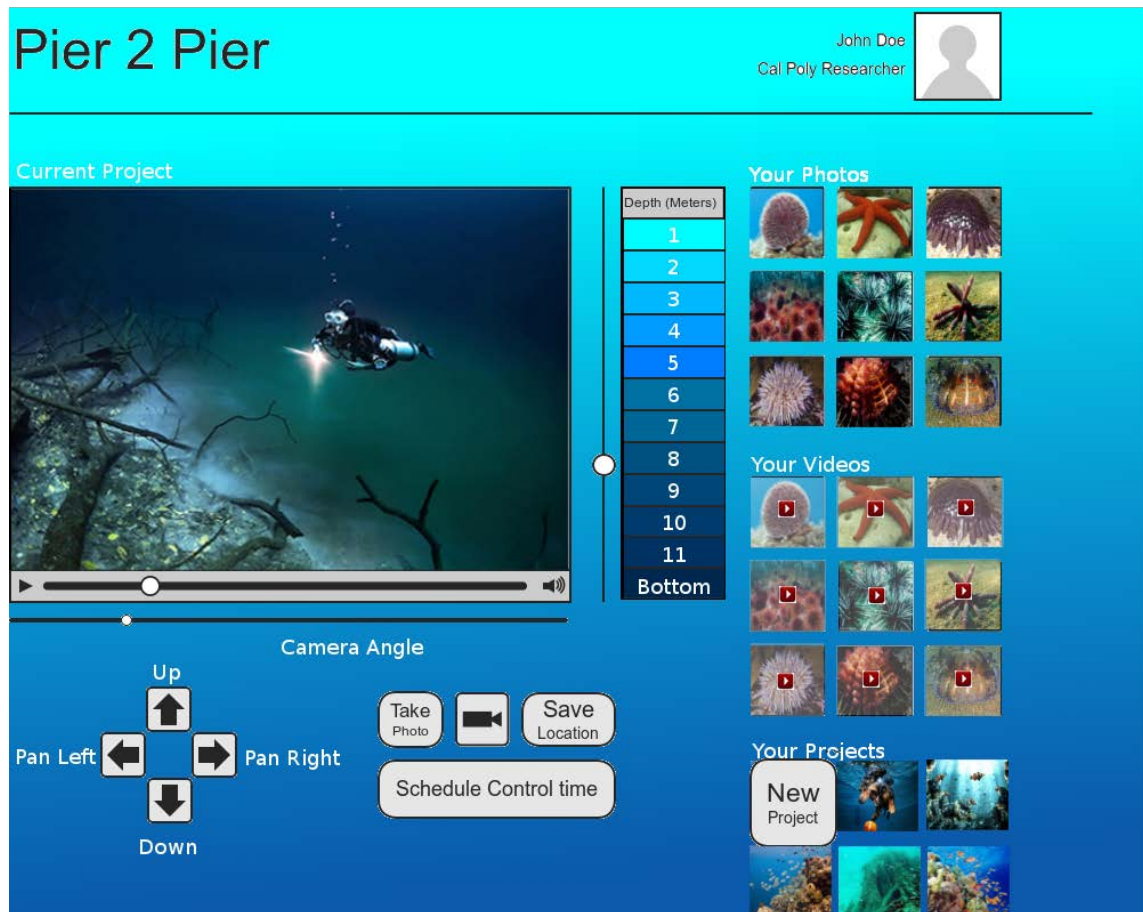 Pier 2 Pier
John Doe
Cal Poly Researcher
Current Project
Depth (Meters)
1
2
3
4
5
6
7
8
9
10
11
Bottom
Camera Angle
Up
Pan Left
Pan Right
Down
Take
Photo
Save
Location
Schedule Control time
Your Photos
Your Videos
Your Projects
New
Project